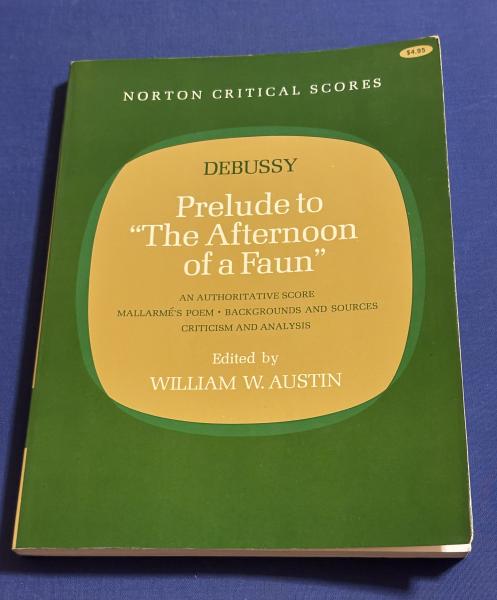 $4.95
NORTON CRITICAL SCORES
DEBUSSY
Prelude to
“The Afternoon
of a Faun”
AN AUTHORITATIVE SCORE
MALLARMÉ'S POEM • BACKGROUNDS AND SOURCES
CRITICISM AND ANALYSIS
Edited by
WILLIAM W. AUSTIN